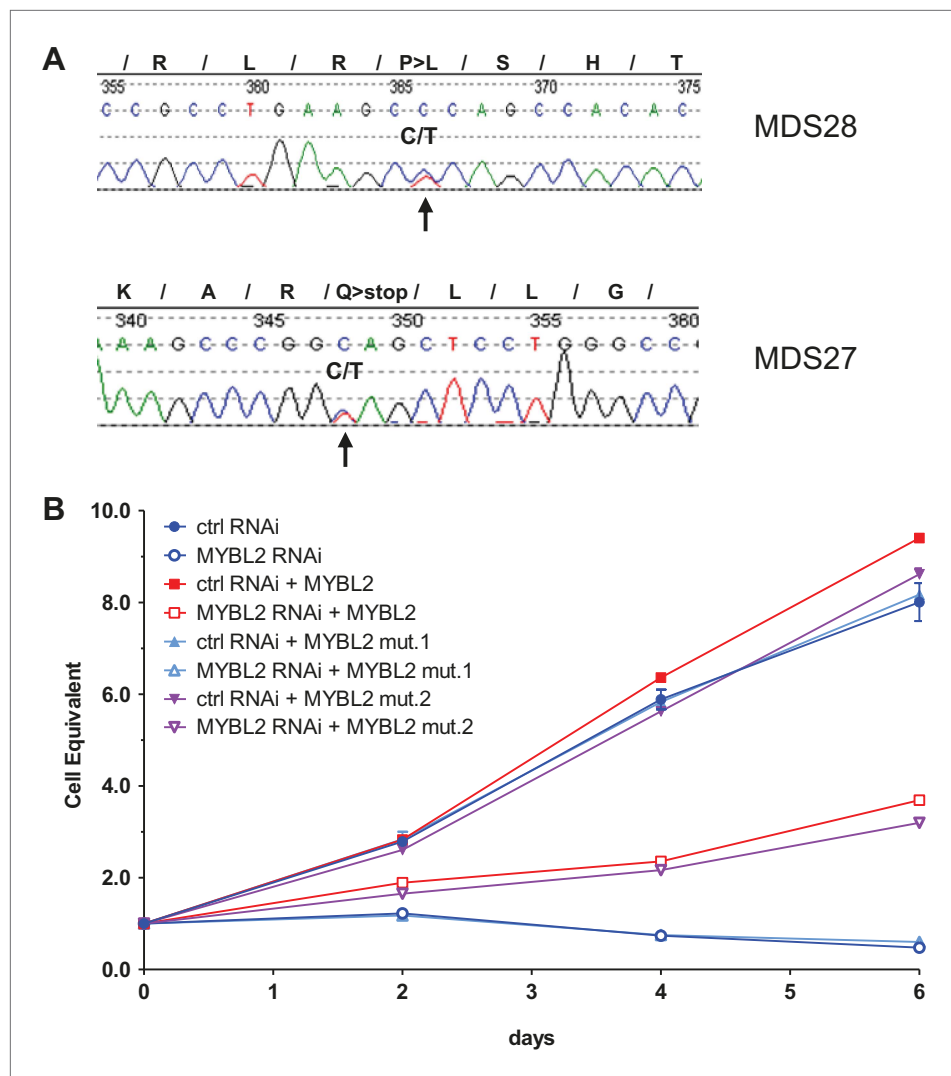 A
/ R / L / R / P>L / S / H / T
355 360 365 370 375
C C G C C T G A A G C C C A G C C A C A C
C/T
MDS28
K / A / R / Q>stop / L / L / G /
340 345 350 355 360
A A A G C C C G G C A G C T C C T G G G C C
C/T
MDS27
B
10.0
8.0
6.0
4.0
2.0
0.0
Cell Equivalent
ctrl RNAi
MYBL2 RNAi
ctrl RNAi + MYBL2
MYBL2 RNAi + MYBL2
ctrl RNAi + MYBL2 mut.1
MYBL2 RNAi + MYBL2 mut.1
ctrl RNAi + MYBL2 mut.2
MYBL2 RNAi + MYBL2 mut.2
0 1 2 3 4 5 6
days